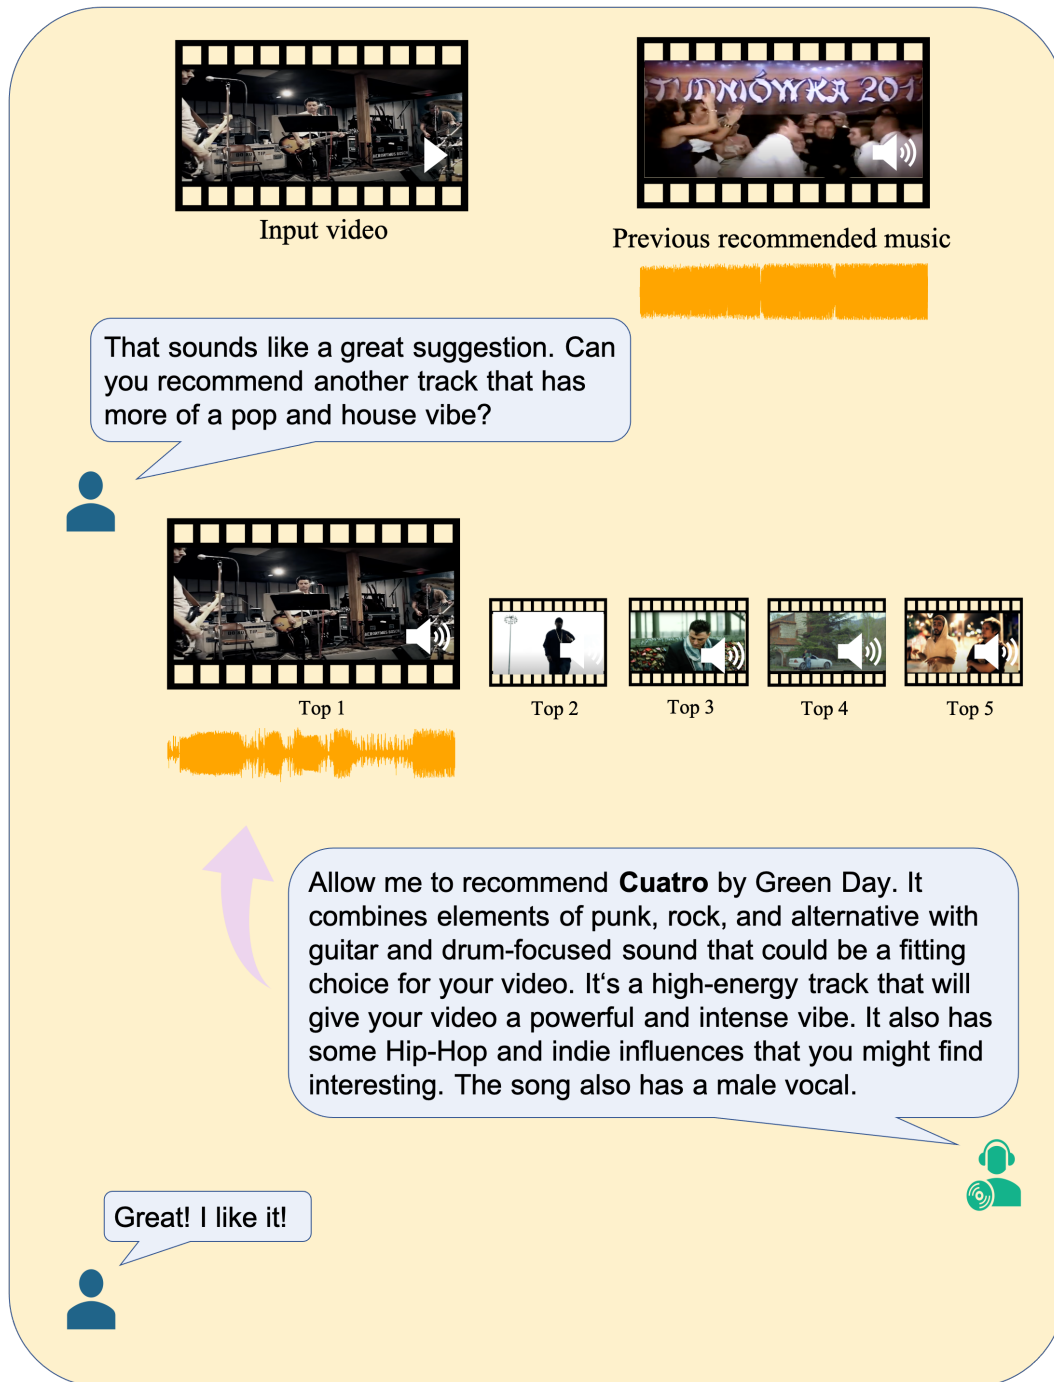 TUDNIÓWKA 201
Input video
Previous recommended music
That sounds like a great suggestion. Can
you recommend another track that has
more of a pop and house vibe?
Top 1
Top 2
Top 3
Top 4
Top 5
Allow me to recommend Cuatro by Green Day. It
combines elements of punk, rock, and alternative with
guitar and drum-focused sound that could be a fitting
choice for your video. It‘s a high-energy track that will
give your video a powerful and intense vibe. It also has
some Hip-Hop and indie influences that you might find
interesting. The song also has a male vocal.
Great! I like it!